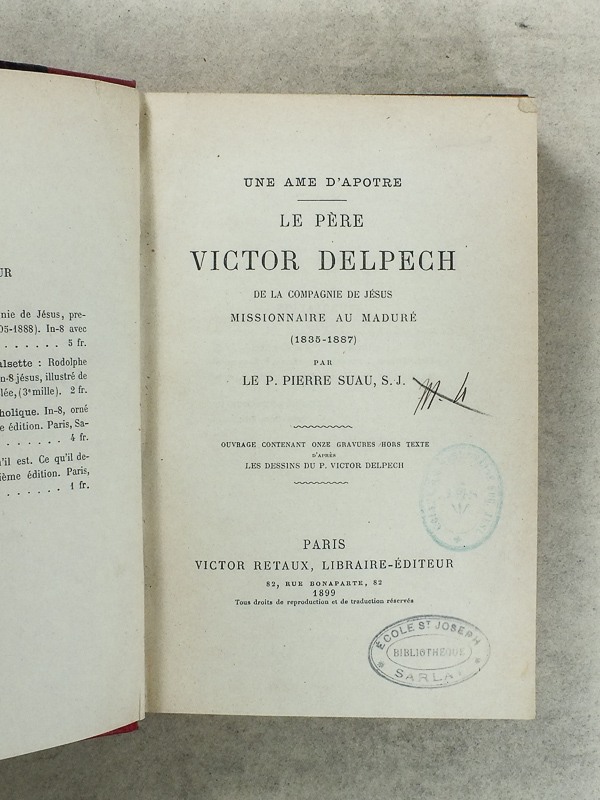 UR
nie de Jésus, pre-
05-1888). In-8 avec
. . . . . . 5 fr.
alsette : Rodolphe
n-8 jésus, illustré de
lée, (3e mille). 2 fr.
holique. In-8, orné
e édition. Paris, Sa-
. . . . . . 4 fr.
'il est. Ce qu'il de-
ième édition. Paris,
. . . . . . 1 fr.
UNE AME D'APOTRE
LE PÈRE
VICTOR DELPECH
DE LA COMPAGNIE DE JÉSUS
MISSIONNAIRE AU MADURÉ
(1835-1887)
PAR
LE P. PIERRE SUAU, S. J.
OUVRAGE CONTENANT ONZE GRAVURES HORS TEXTE
D'APRÈS
LES DESSINS DU P. VICTOR DELPECH
PARIS
VICTOR RETAUX, LIBRAIRE-ÉDITEUR
82, RUE BONAPARTE, 82
1899
Tous droits de reproduction et de traduction réservés
ÉCOLE ST JOSEPH
BIBLIOTHÈQUE
SARLAT